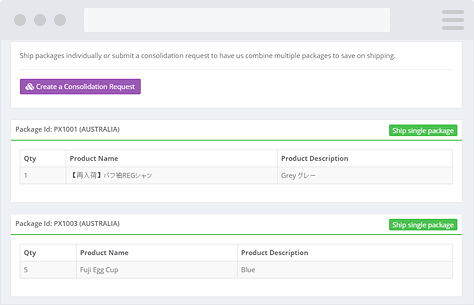 Ship packages individually or submit a consolidation request to have us combine multiple packages to save on shipping.
Create a Consolidation Request
Package Id: PX1001 (AUSTRALIA) Ship single package
Qty Product Name Product Description
1 【再入荷】パフ袖REGシャン Grey グレー
Package Id: PX1003 (AUSTRALIA) Ship single package
Qty Product Name Product Description
5 Fuji Egg Cup Blue